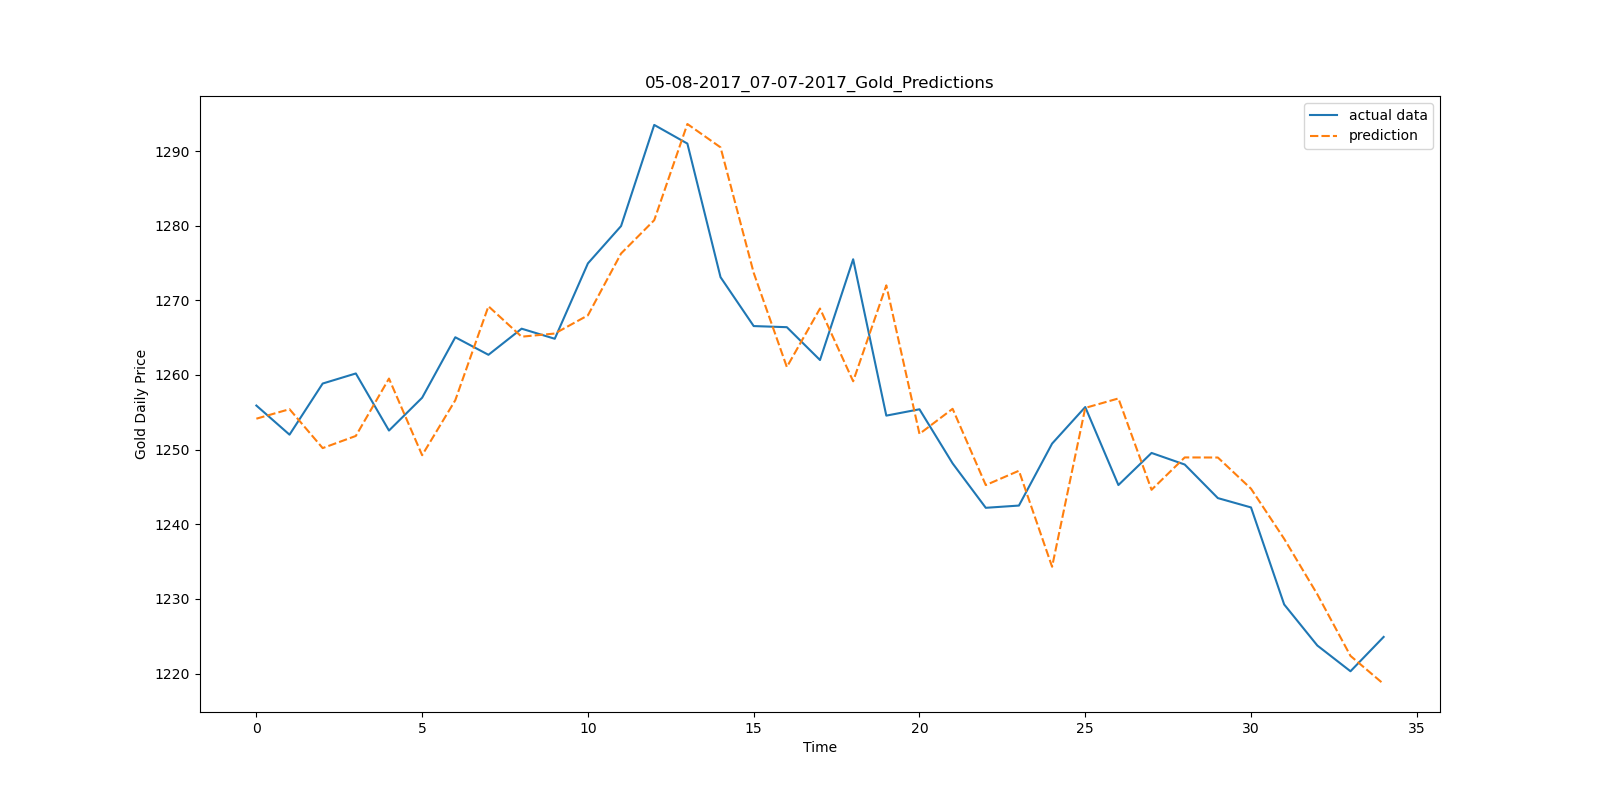 05-08-2017_07-07-2017_Gold_Predictions
actual data
prediction
Gold Daily Price
1290
1280
1270
1260
1250
1240
1230
1220
0 5 10 15 20 25 30 35
Time